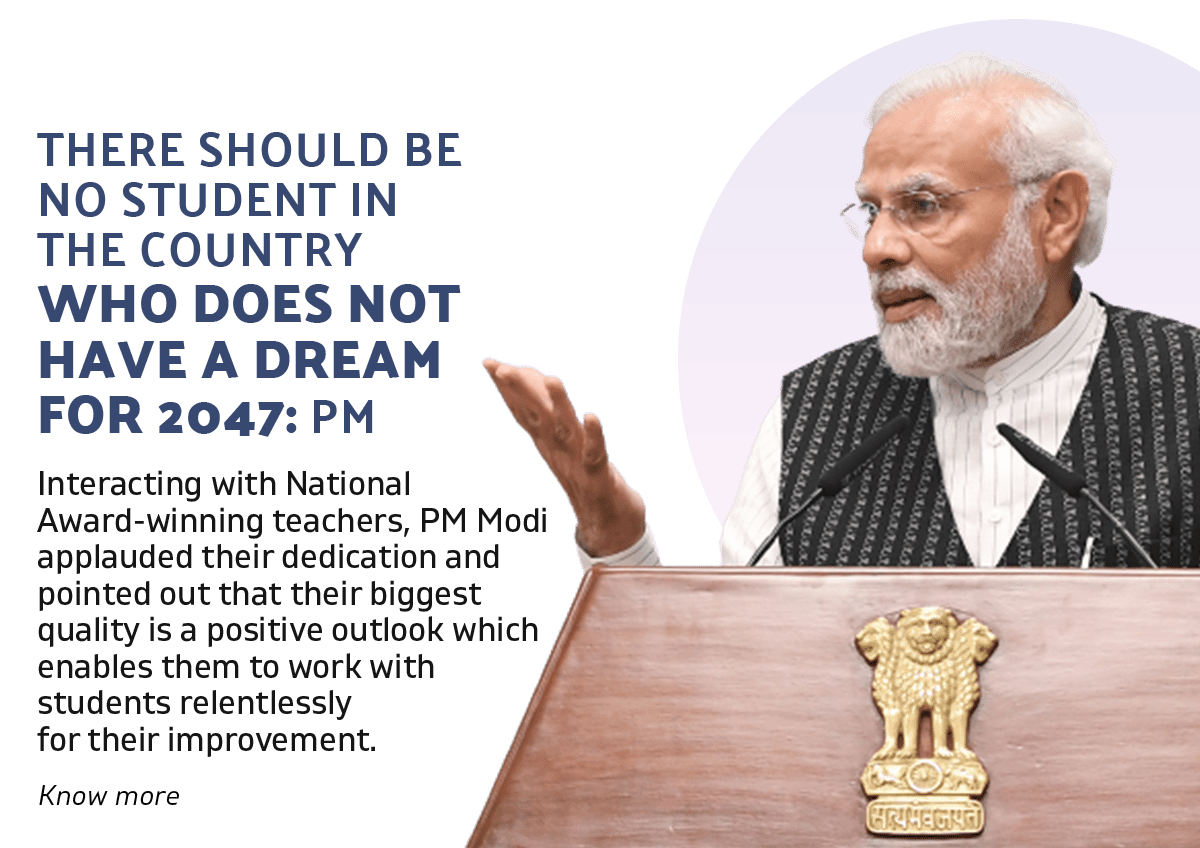 THERE SHOULD BE
NO STUDENT IN
THE COUNTRY
WHO DOES NOT
HAVE A DREAM
FOR 2047: PM
Interacting with National
Award-winning teachers, PM Modi
applauded their dedication and
pointed out that their biggest
quality is a positive outlook which
enables them to work with
students relentlessly
for their improvement.
Know more
सत्यमेवजयते